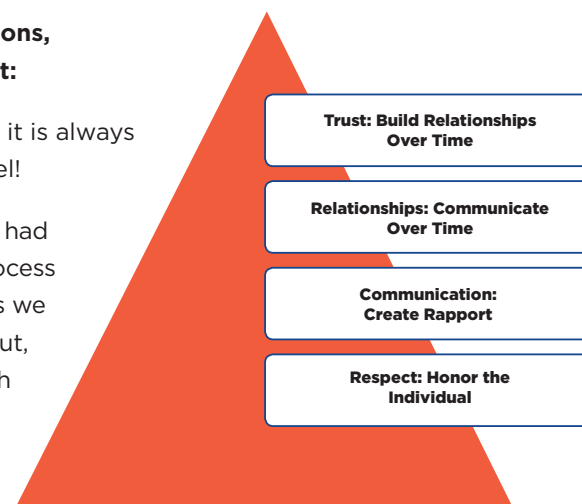 ons,
t:
it is always
el!
had
ocess
s we
ut,
h
Trust: Build Relationships
Over Time
Relationships: Communicate
Over Time
Communication:
Create Rapport
Respect: Honor the
Individual